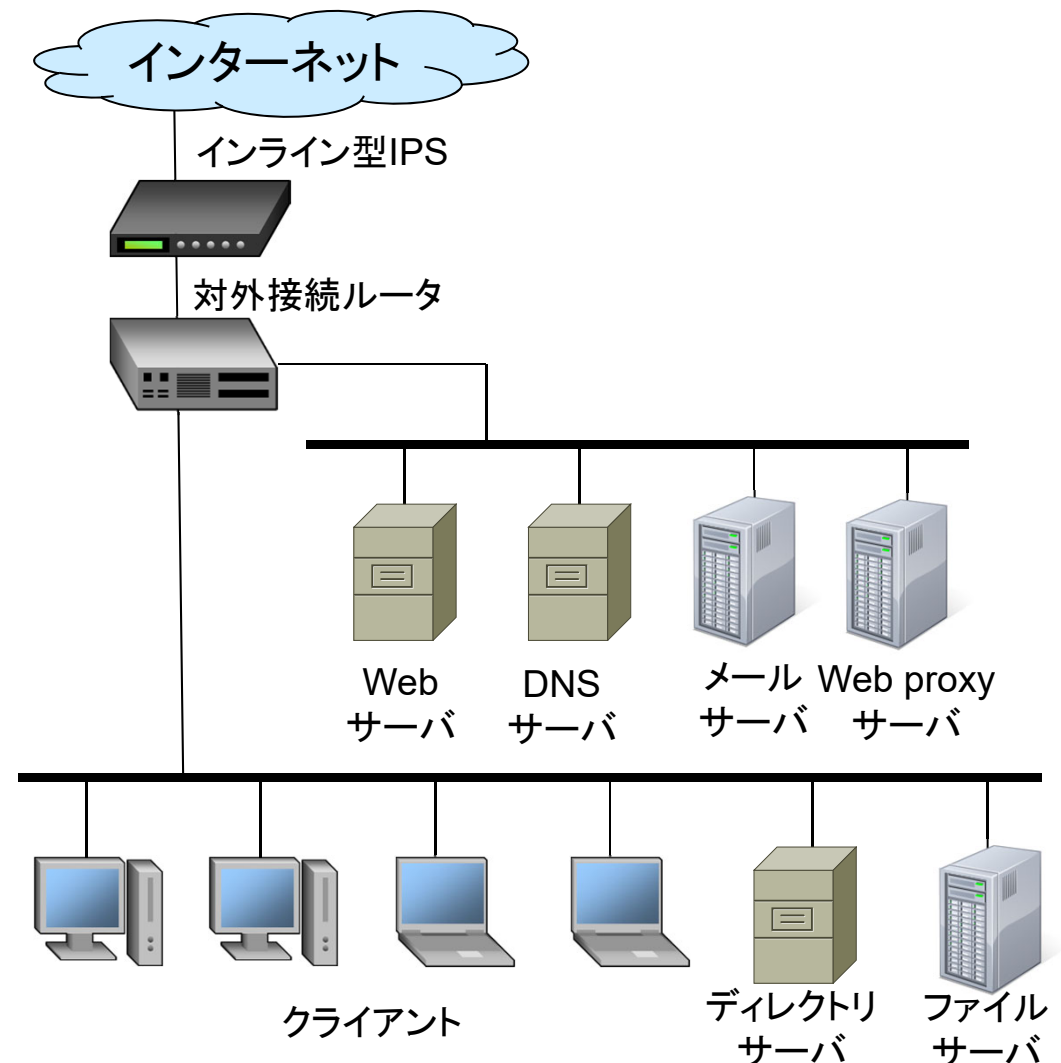 インターネット
インライン型IPS
対外接続ルータ
Web
サーバ
DNS
サーバ
メール
サーバ
Web proxy
サーバ
クライアント
ディレクトリ
サーバ
ファイル
サーバ